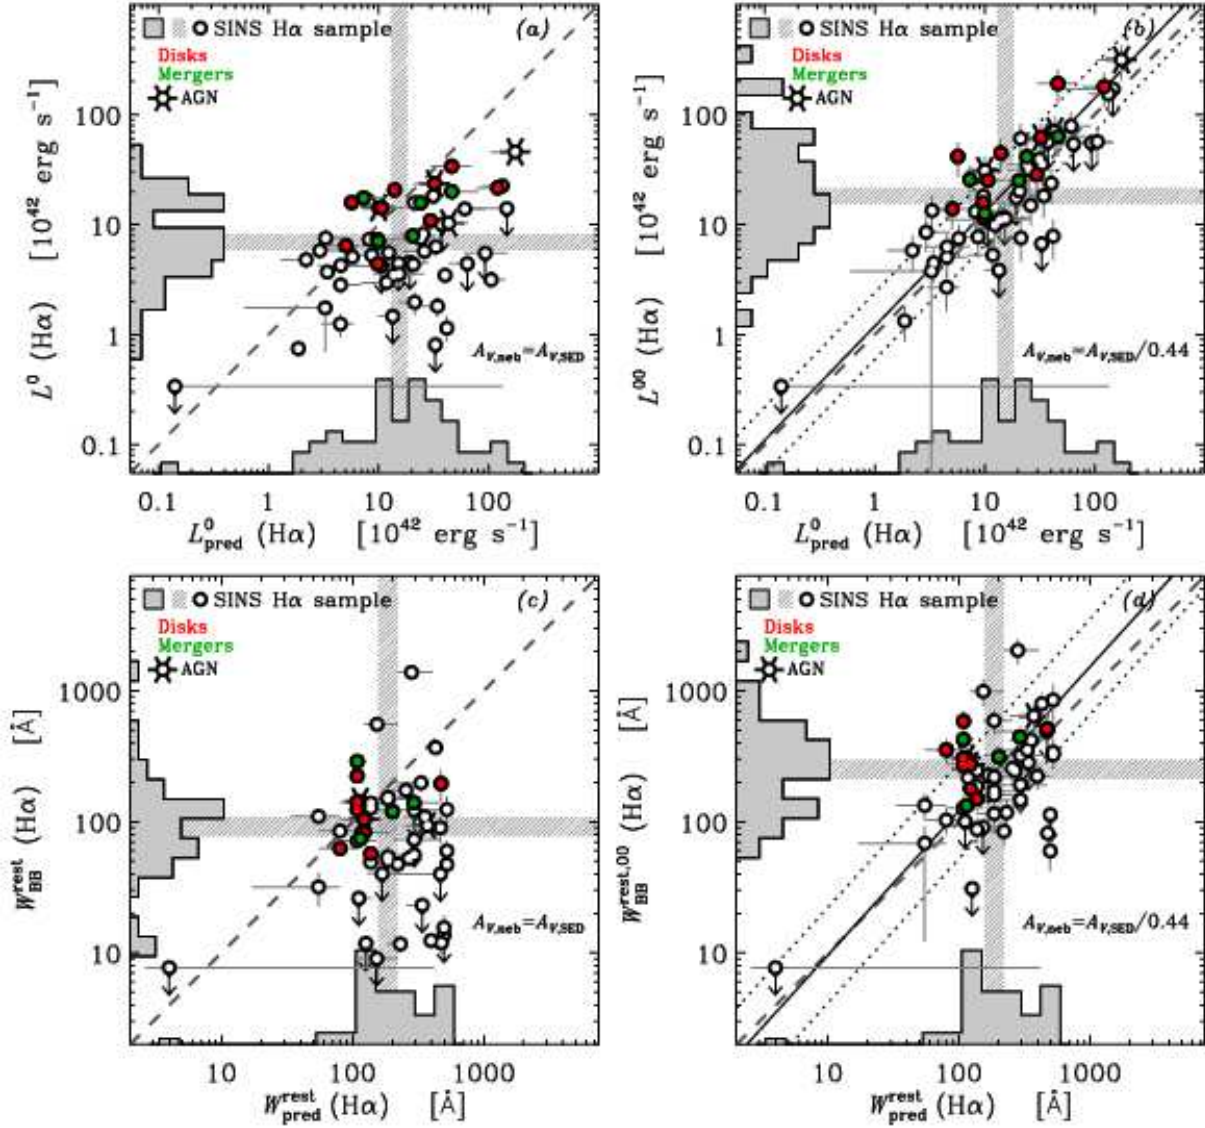 SINS Hα sample (a)
Disks
Mergers
AGN
A_V,neb=A_V,SED
100
10
1
0.1
L⁰ (Hα) [10⁴² erg s⁻¹]
0.1 1 10 100
L⁰_pred (Hα) [10⁴² erg s⁻¹]
SINS Hα sample (b)
Disks
Mergers
AGN
A_V,neb=A_V,SED/0.44
100
10
1
0.1
L⁰⁰ (Hα) [10⁴² erg s⁻¹]
0.1 1 10 100
L⁰_pred (Hα) [10⁴² erg s⁻¹]
SINS Hα sample (c)
Disks
Mergers
AGN
A_V,neb=A_V,SED
1000
100
10
W^rest_BB (Hα) [Å]
10 100 1000
W^rest_pred (Hα) [Å]
SINS Hα sample (d)
Disks
Mergers
AGN
A_V,neb=A_V,SED/0.44
1000
100
10
W^rest,00_BB (Hα) [Å]
10 100 1000
W^rest_pred (Hα) [Å]